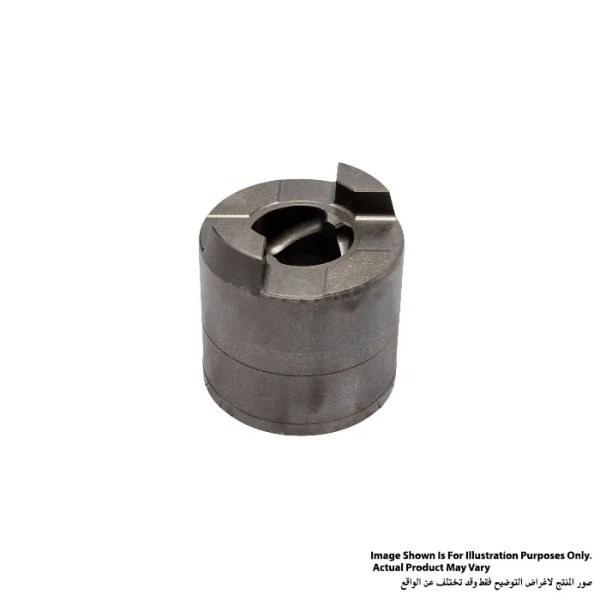 Image Shown Is For Illustration Purposes Only.
Actual Product May Vary
صور المنتج لاغراض التوضيح فقط وقد تختلف عن الواقع